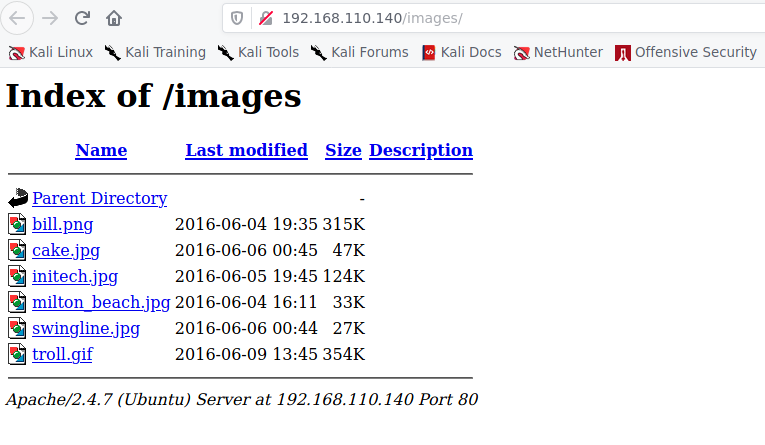 192.168.110.140/images/
Kali Linux Kali Training Kali Tools Kali Forums Kali Docs NetHunter Offensive Security
Index of /images
Name Last modified Size Description
Parent Directory -
bill.png 2016-06-04 19:35 315K
cake.jpg 2016-06-06 00:45 47K
initech.jpg 2016-06-05 19:45 124K
milton_beach.jpg 2016-06-04 16:11 33K
swingline.jpg 2016-06-06 00:44 27K
troll.gif 2016-06-09 13:45 354K
Apache/2.4.7 (Ubuntu) Server at 192.168.110.140 Port 80